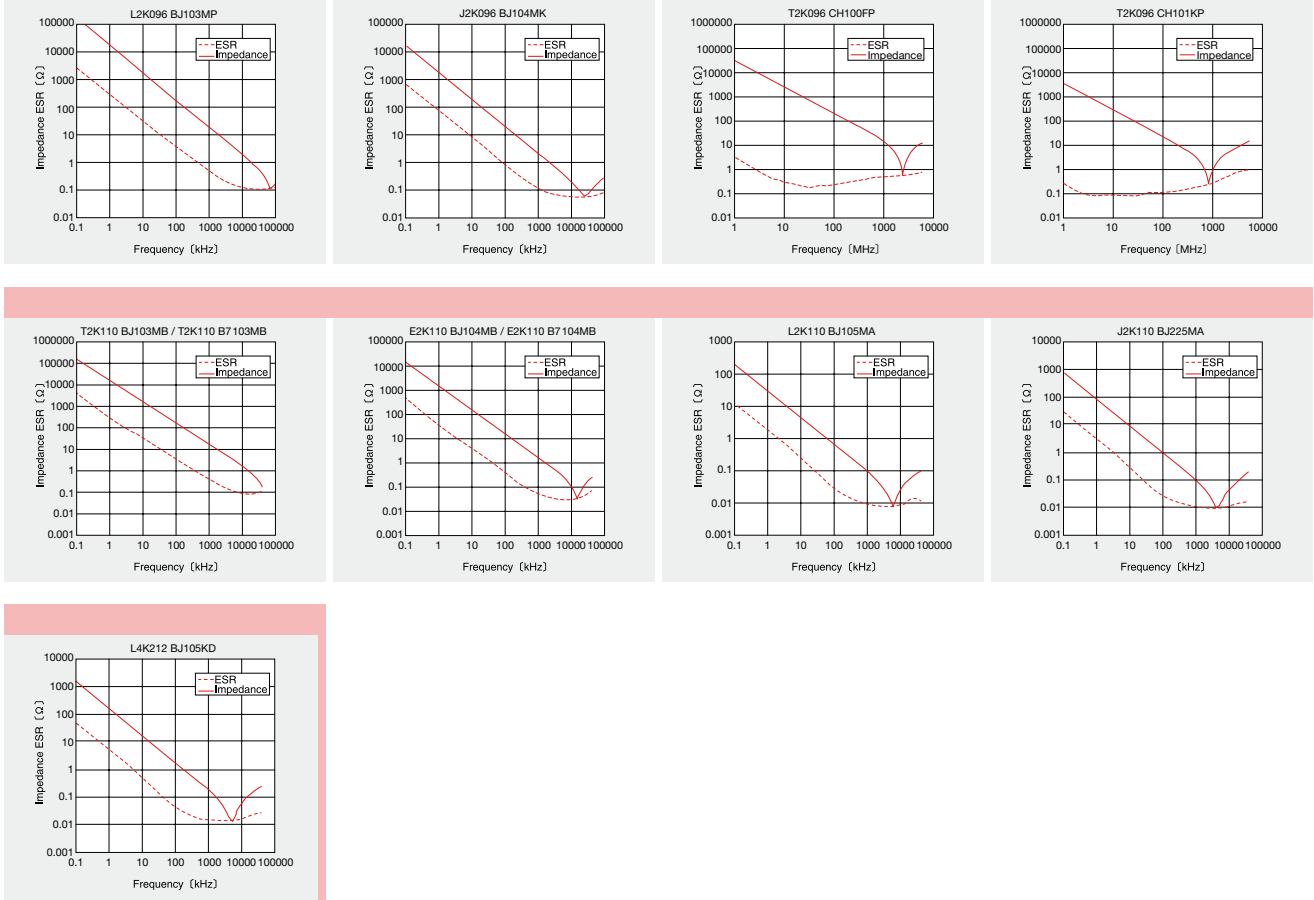 L2K096 BJ103MP
Impedance ESR〔Ω〕
100000
10000
1000
100
10
1
0.1
0.01
ESR
Impedance
0.1 1 10 100 1000 10000 100000
Frequency〔kHz〕
J2K096 BJ104MK
Impedance ESR〔Ω〕
100000
10000
1000
100
10
1
0.1
0.01
ESR
Impedance
0.1 1 10 100 1000 10000 100000
Frequency〔kHz〕
T2K096 CH100FP
Impedance ESR〔Ω〕
1000000
100000
10000
1000
100
10
1
0.1
0.01
ESR
Impedance
1 10 100 1000 10000
Frequency〔MHz〕
T2K096 CH101KP
Impedance ESR〔Ω〕
1000000
100000
10000
1000
100
10
1
0.1
0.01
ESR
Impedance
1 10 100 1000 10000
Frequency〔MHz〕
T2K110 BJ103MB / T2K110 B7103MB
Impedance ESR〔Ω〕
1000000
100000
10000
1000
100
10
1
0.1
0.01
0.001
ESR
Impedance
0.1 1 10 100 1000 10000 100000
Frequency〔kHz〕
E2K110 BJ104MB / E2K110 B7104MB
Impedance ESR〔Ω〕
100000
10000
1000
100
10
1
0.1
0.01
0.001
ESR
Impedance
0.1 1 10 100 1000 10000 100000
Frequency〔kHz〕
L2K110 BJ105MA
Impedance ESR〔Ω〕
1000
100
10
1
0.1
0.01
0.001
ESR
Impedance
0.1 1 10 100 1000 10000 100000
Frequency〔kHz〕
J2K110 BJ225MA
Impedance ESR〔Ω〕
10000
1000
100
10
1
0.1
0.01
0.001
ESR
Impedance
0.1 1 10 100 1000 10000 100000
Frequency〔kHz〕
L4K212 BJ105KD
Impedance ESR〔Ω〕
10000
1000
100
10
1
0.1
0.01
0.001
ESR
Impedance
0.1 1 10 100 1000 10000 100000
Frequency〔kHz〕